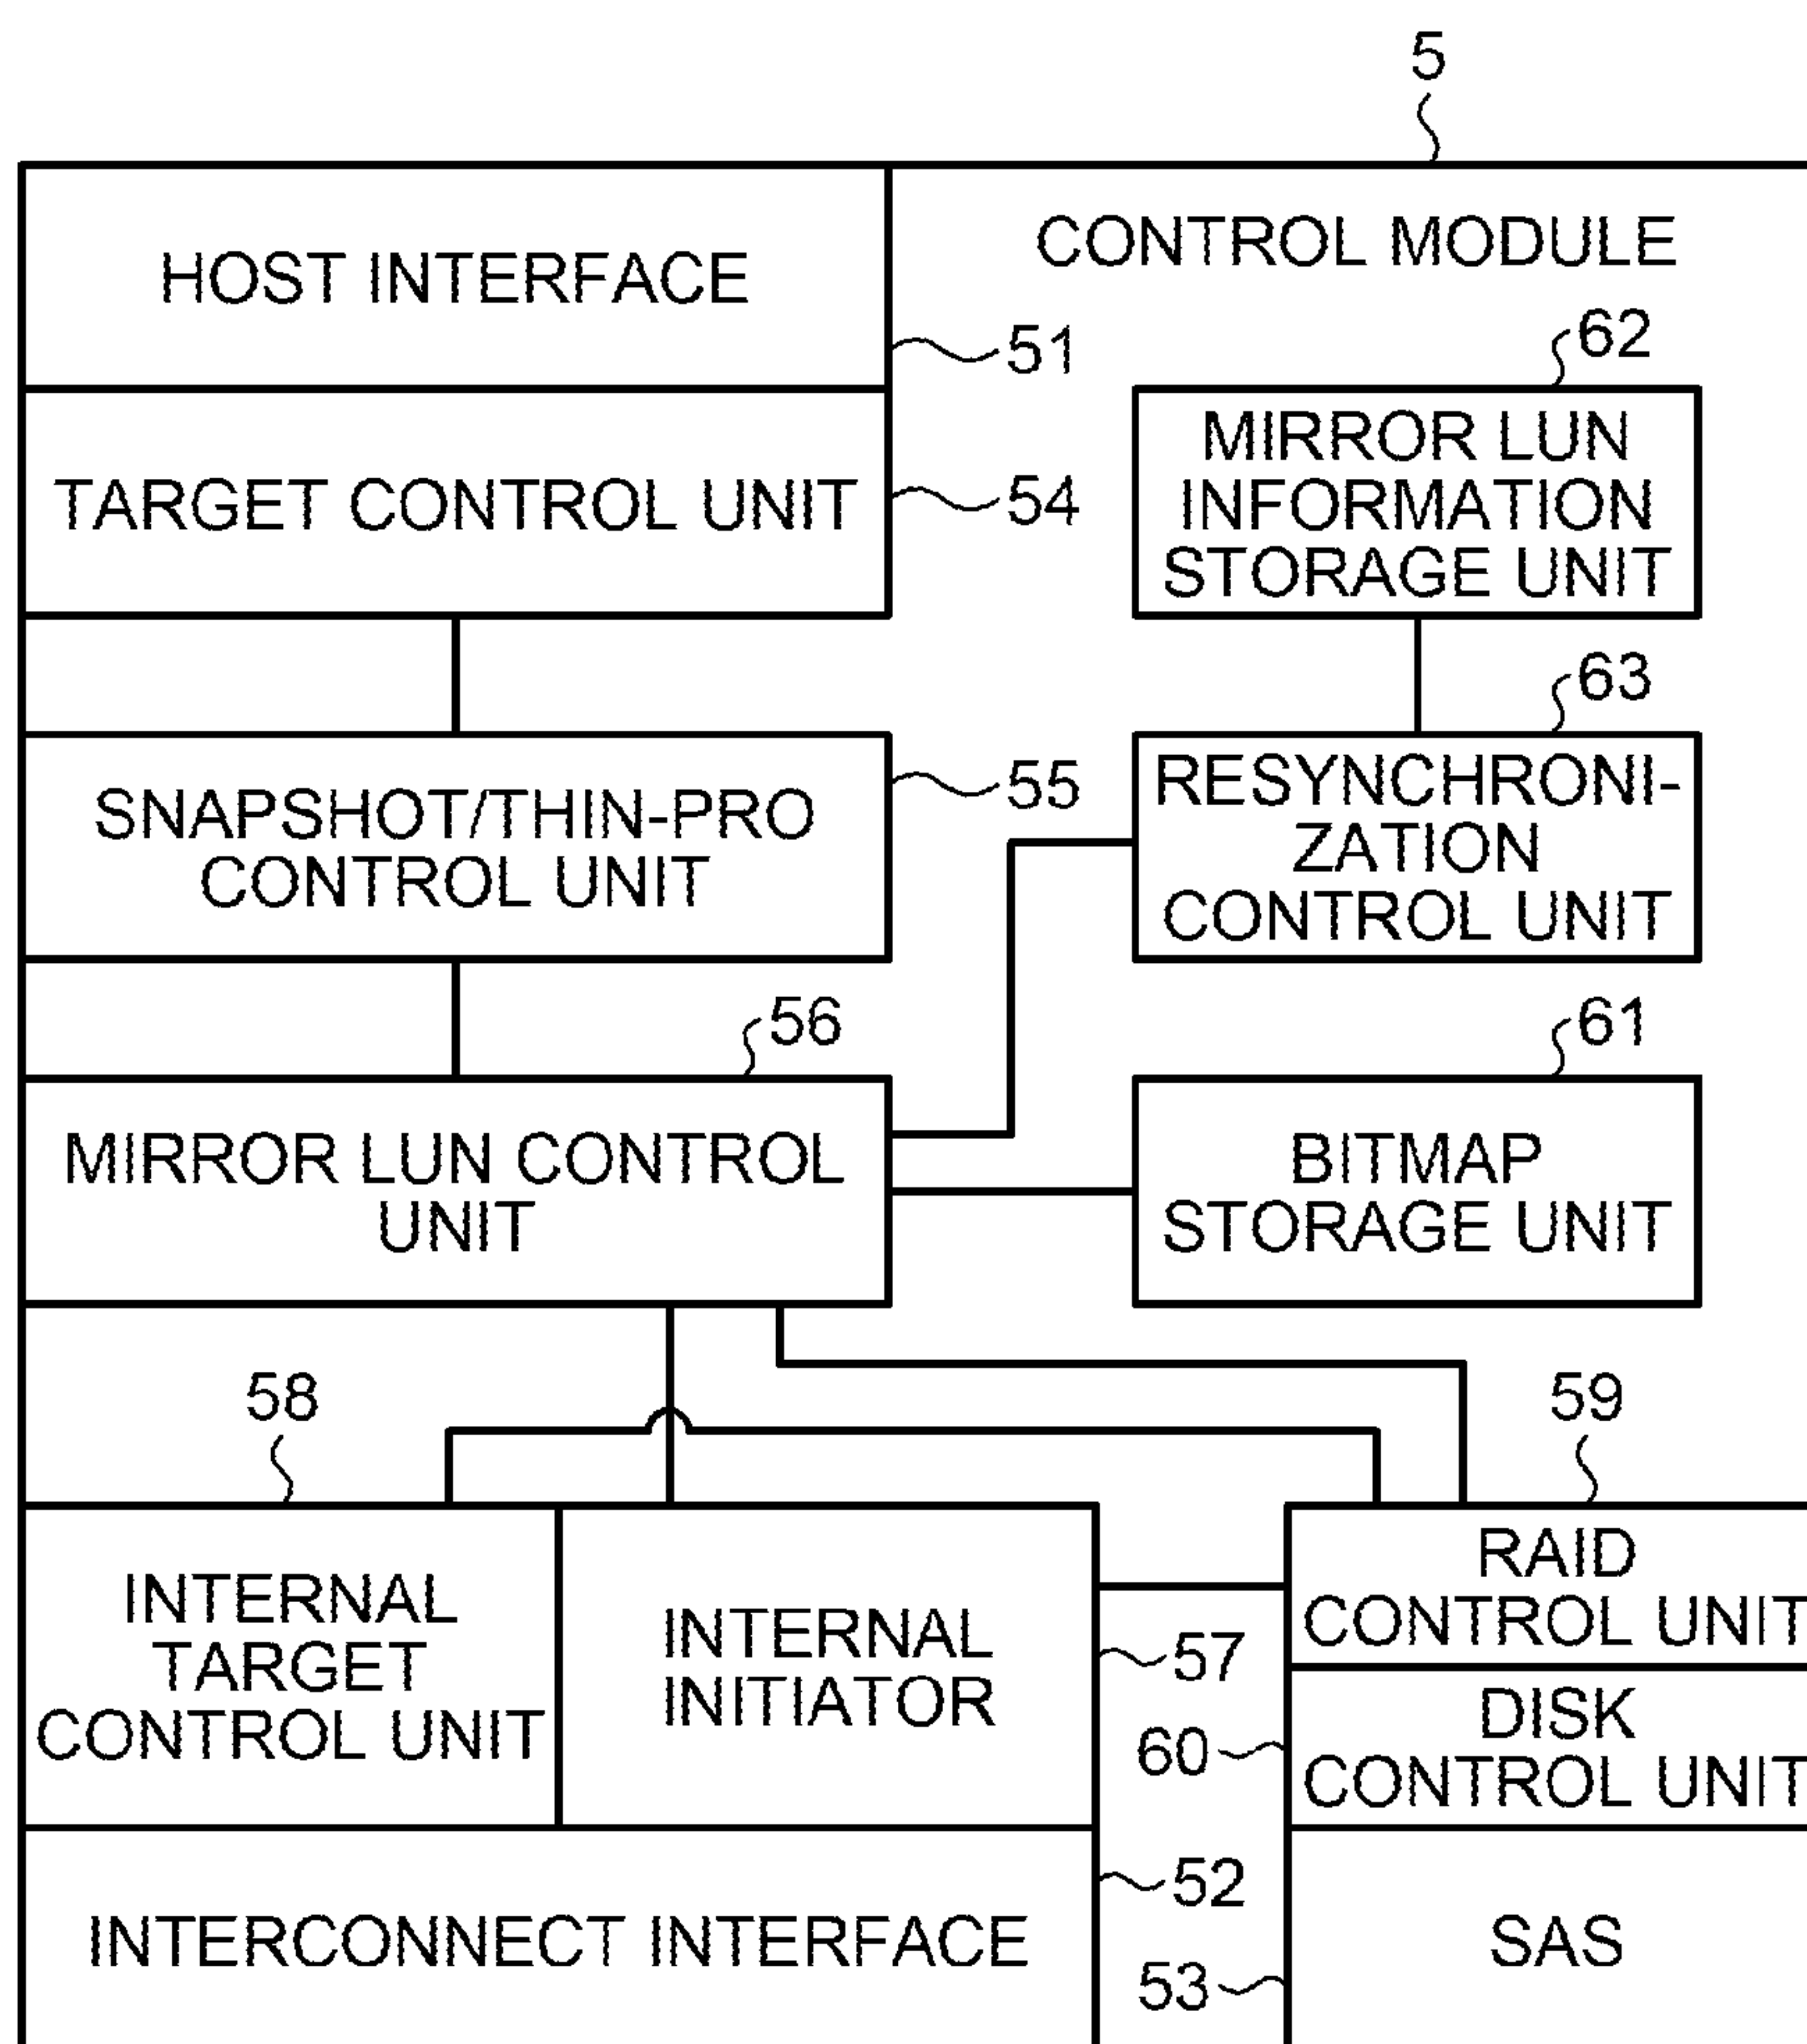 5
CONTROL MODULE
HOST INTERFACE
51
62
TARGET CONTROL UNIT
54
MIRROR LUN
INFORMATION
STORAGE UNIT
63
SNAPSHOT/THIN-PRO
CONTROL UNIT
55
RESYNCHRONI-
ZATION
CONTROL UNIT
56
61
MIRROR LUN CONTROL
UNIT
BITMAP
STORAGE UNIT
58
59
INTERNAL
TARGET
CONTROL UNIT
INTERNAL
INITIATOR
57
RAID
CONTROL UNIT
60
DISK
CONTROL UNIT
52
INTERCONNECT INTERFACE
53
SAS